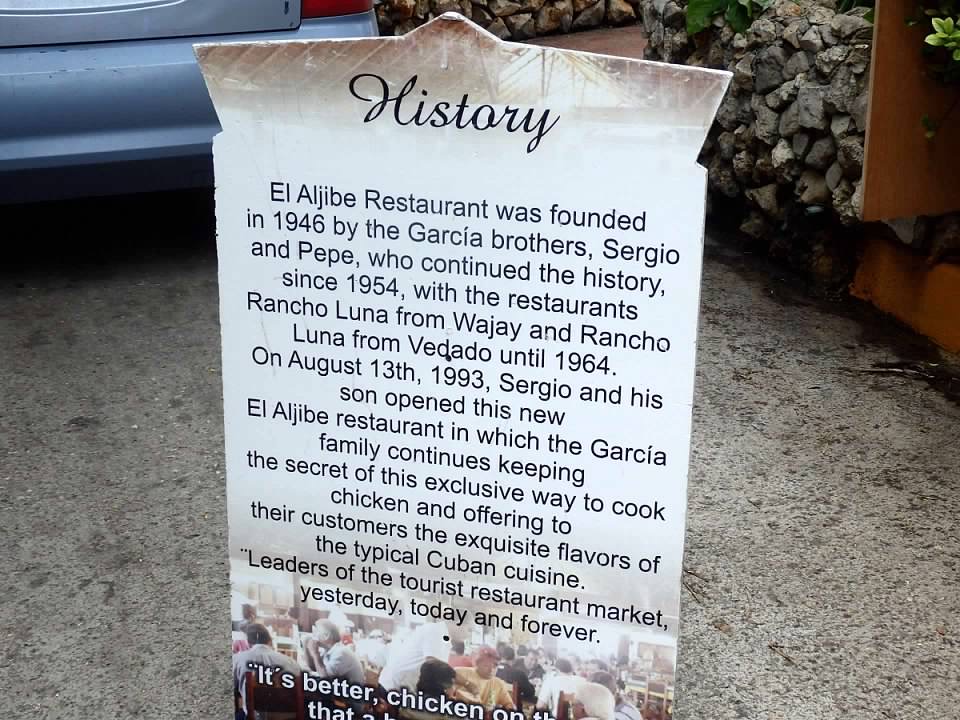 History
El Aljibe Restaurant was founded
in 1946 by the García brothers, Sergio
and Pepe, who continued the history,
since 1954, with the restaurants
Rancho Luna from Wajay and Rancho
Luna from Vedado until 1964.
On August 13th, 1993, Sergio and his
son opened this new
El Aljibe restaurant in which the García
family continues keeping
the secret of this exclusive way to cook
chicken and offering to
their customers the exquisite flavors of
the typical Cuban cuisine.
¨Leaders of the tourist restaurant market,
yesterday, today and forever.
¨It´s better, chicken on
that a